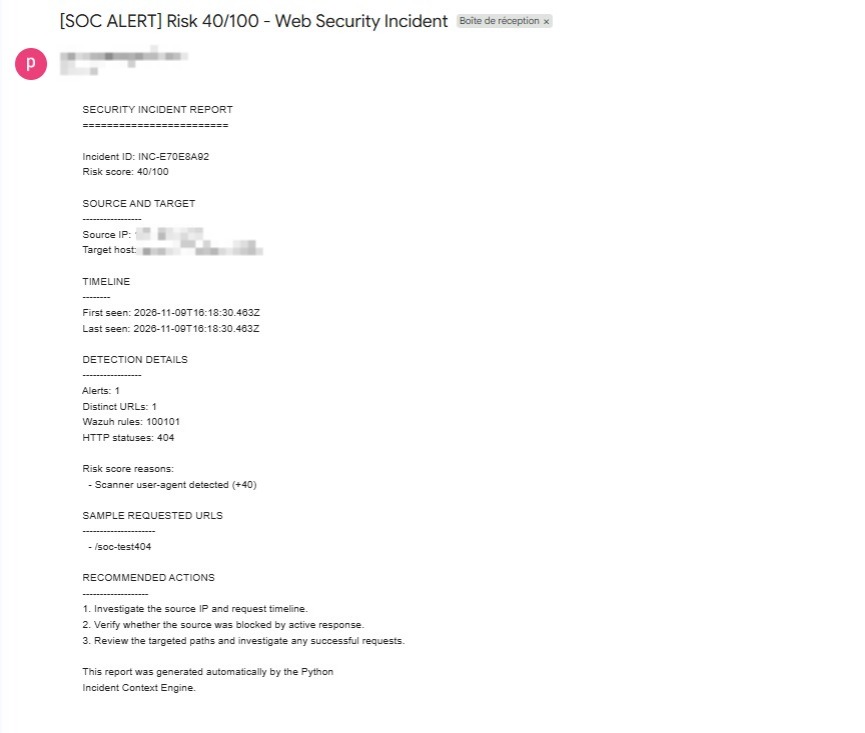 [SOC ALERT] Risk 40/100 - Web Security Incident Boîte de réception x
p
SECURITY INCIDENT REPORT
========================
Incident ID: INC-E70E8A92
Risk score: 40/100
SOURCE AND TARGET
-----------------
Source IP:
Target host:
TIMELINE
--------
First seen: 2026-11-09T16:18:30.463Z
Last seen: 2026-11-09T16:18:30.463Z
DETECTION DETAILS
-----------------
Alerts: 1
Distinct URLs: 1
Wazuh rules: 100101
HTTP statuses: 404
Risk score reasons:
- Scanner user-agent detected (+40)
SAMPLE REQUESTED URLS
---------------------
- /soc-test404
RECOMMENDED ACTIONS
-------------------
1. Investigate the source IP and request timeline.
2. Verify whether the source was blocked by active response.
3. Review the targeted paths and investigate any successful requests.
This report was generated automatically by the Python
Incident Context Engine.